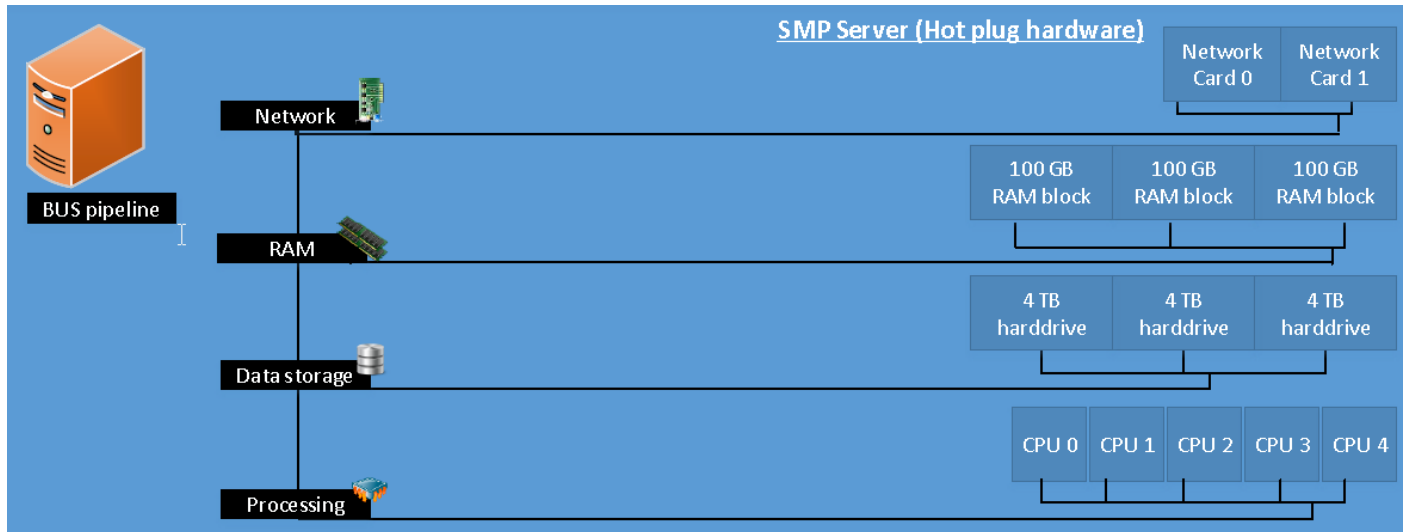 SMP Server (Hot plug hardware)
Network
Card 0
Network
Card 1
Network
BUS pipeline
100 GB
RAM block
100 GB
RAM block
100 GB
RAM block
RAM
4 TB
harddrive
4 TB
harddrive
4 TB
harddrive
Data storage
CPU 0
CPU 1
CPU 2
CPU 3
CPU 4
Processing